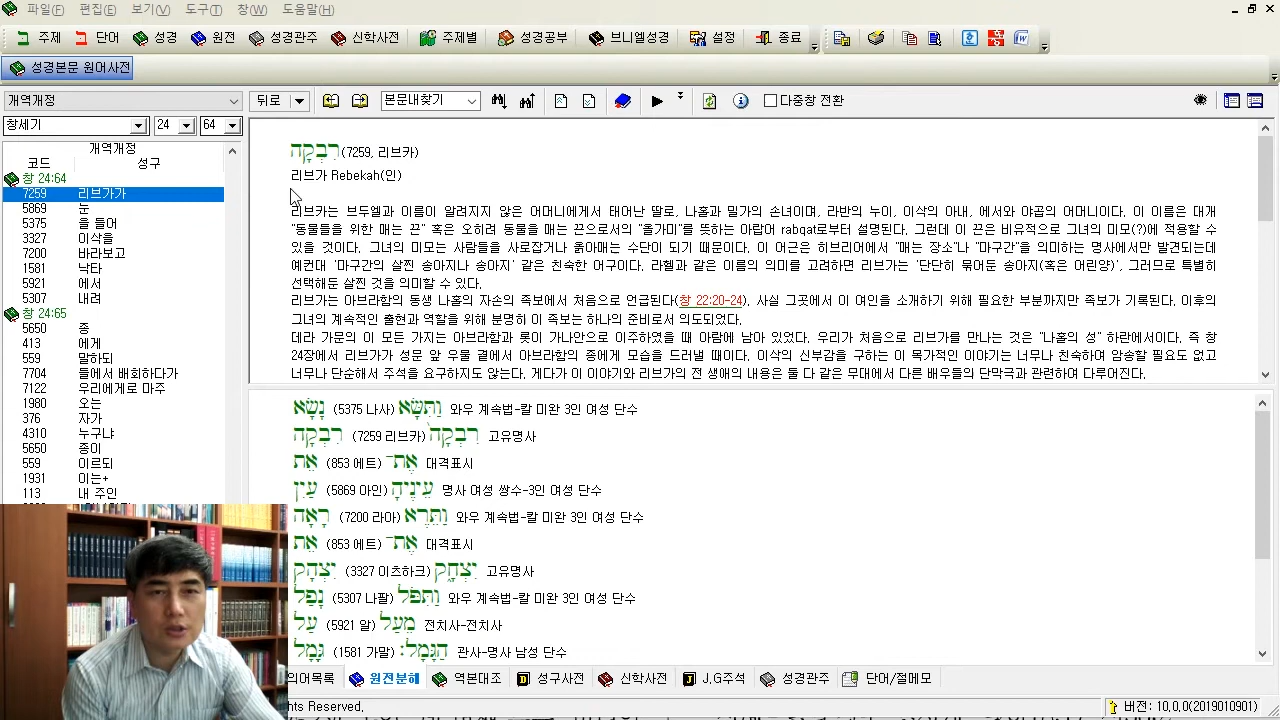 파일(F) 편집(E) 보기(V) 도구(T) 창(W) 도움말(H)
주제 단어 성경 원전 성경관주 신학사전 주제별 성경공부 브니엘성경 설정 종료
성경본문 원어사전
개역개정 뒤로 본문내찾기 다중창 전환
창세기 24 64
개역개정
코드 성구
창 24:64
7259 리브가가
5869 눈
5375 을 들어
3327 이삭을
7200 바라보고
1581 낙타
5921 에서
5307 내려
창 24:65
5650 종
413 에게
559 말하되
7704 들에서 배회하다가
7122 우리에게로 마주
1980 오는
376 자가
4310 누구냐
5650 종이
559 이르되
1931 이는+
113 내 주인
רִבְקָה (7259, 리브카)
리브가 Rebekah(인)
리브카는 브두엘과 이름이 알려지지 않은 어머니에게서 태어난 딸로, 나홀과 밀가의 손녀이며, 라반의 누이, 이삭의 아내, 에서와 야곱의 어머니이다. 이 이름은 대개
"동물들을 위한 매는 끈" 혹은 오히려 동물을 매는 끈으로서의 "올가미"를 뜻하는 아랍어 rabqat로부터 설명된다. 그런데 이 끈은 비유적으로 그녀의 미모(?)에 적용할 수
있을 것이다. 그녀의 미모는 사람들을 사로잡거나 옭아매는 수단이 되기 때문이다. 이 어근은 히브리어에서 "매는 장소"나 "마구간"을 의미하는 명사에서만 발견되는데
예컨대 '마구간의 살찐 송아지나 송아지' 같은 친숙한 어구이다. 라헬과 같은 이름의 의미를 고려하면 리브가는 '단단히 묶어둔 송아지(혹은 어린양)', 그러므로 특별히
선택해둔 살찐 것을 의미할 수 있다.
리브가는 아브라함의 동생 나홀의 자손의 족보에서 처음으로 언급된다(창 22:20-24). 사실 그곳에서 이 여인을 소개하기 위해 필요한 부분까지만 족보가 기록된다. 이후의
그녀의 계속적인 출현과 역할을 위해 분명히 이 족보는 하나의 준비로서 의도되었다.
데라 가문의 이 모든 가지는 아브라함과 롯이 가나안으로 이주하였을 때 아람에 남아 있었다. 우리가 처음으로 리브가를 만나는 것은 "나홀의 성" 하란에서이다. 즉 창
24장에서 리브가가 성문 앞 우물 곁에서 아브라함의 종에게 모습을 드러낼 때이다. 이삭의 신부감을 구하는 이 목가적인 이야기는 너무나 친숙하여 암송할 필요도 없고
너무나 단순해서 주석을 요구하지도 않는다. 게다가 이 이야기와 리브가의 전 생애의 내용은 둘 다 같은 무대에서 다른 배우들의 단막극과 관련하여 다루어진다.
נָשָׂא (5375 나사) וַתִּשָּׂא 와우 계속법-칼 미완 3인 여성 단수
רִבְקָה (7259 리브카) רִבְקָה 고유명사
אֵת (853 에트) אֶת־ 대격표시
עַיִן (5869 아인) עֵינֶיהָ 명사 여성 쌍수-3인 여성 단수
רָאָה (7200 라아) וַתֵּרֶא 와우 계속법-칼 미완 3인 여성 단수
אֵת (853 에트) אֶת־ 대격표시
יִצְחָק (3327 이츠하크) יִצְחָק 고유명사
נָפַל (5307 나팔) וַתִּפֹּל 와우 계속법-칼 미완 3인 여성 단수
עַל (5921 알) מֵעַל 전치사-전치사
גָּמָל (1581 가말) הַגָּמָל׃ 관사-명사 남성 단수
의어목록 원전분해 역본대조 성구사전 신학사전 J.G주석 성경관주 단어/절메모
hts Reserved, 버전: 10,0,0(2019010901)